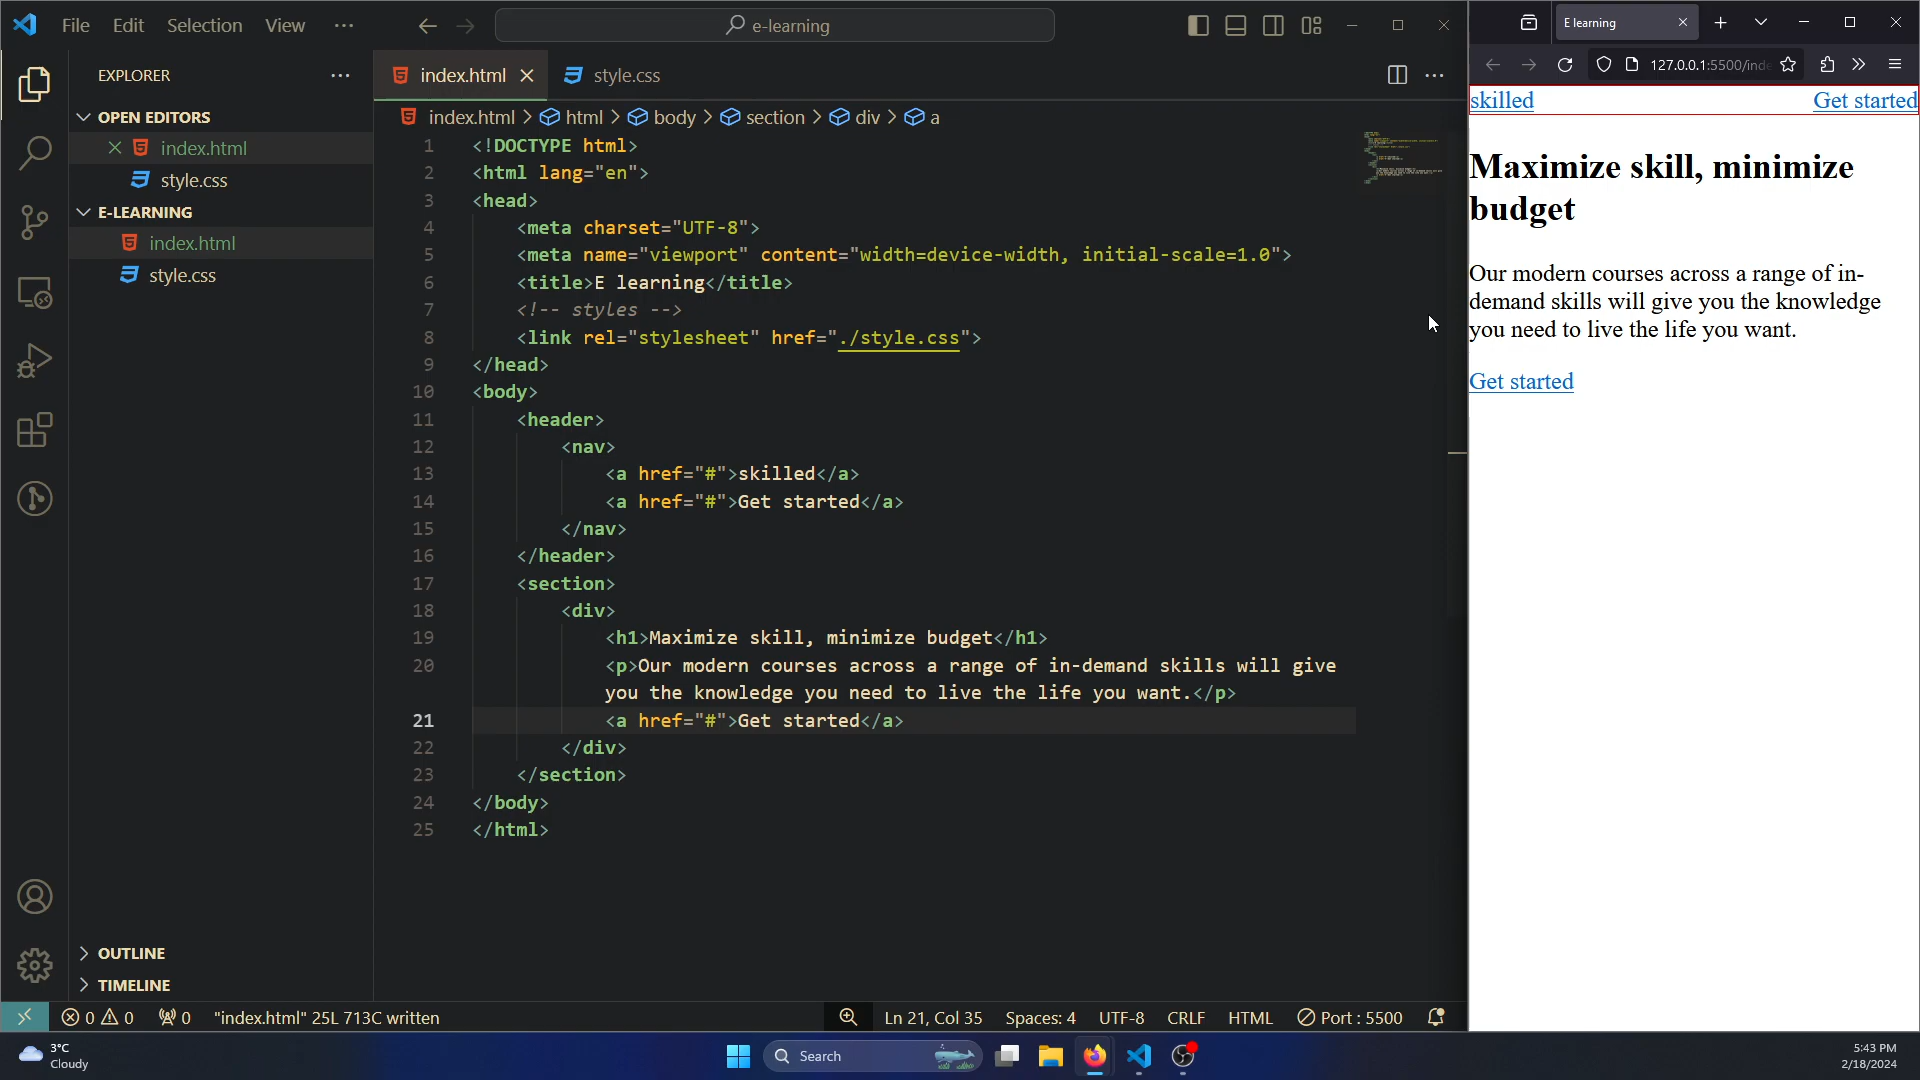 File Edit Selection View ··· e-learning
EXPLORER ···
OPEN EDITORS
index.html
style.css
E-LEARNING
index.html
style.css
OUTLINE
TIMELINE
index.html style.css ···
index.html > html > body > section > div > a
1 <!DOCTYPE html>
2 <html lang="en">
3 <head>
4 <meta charset="UTF-8">
5 <meta name="viewport" content="width=device-width, initial-scale=1.0">
6 <title>E learning</title>
7 <!-- styles -->
8 <link rel="stylesheet" href="./style.css">
9 </head>
10 <body>
11 <header>
12 <nav>
13 <a href="#">skilled</a>
14 <a href="#">Get started</a>
15 </nav>
16 </header>
17 <section>
18 <div>
19 <h1>Maximize skill, minimize budget</h1>
20 <p>Our modern courses across a range of in-demand skills will give
you the knowledge you need to live the life you want.</p>
21 <a href="#">Get started</a>
22 </div>
23 </section>
24 </body>
25 </html>
0 0 0 "index.html" 25L 713C written Ln 21, Col 35 Spaces: 4 UTF-8 CRLF HTML Port : 5500
E learning
127.0.0.1:5500/inde
skilled Get started
Maximize skill, minimize
budget
Our modern courses across a range of in-
demand skills will give you the knowledge
you need to live the life you want.
Get started
3°C
Cloudy
Search
5:43 PM
2/18/2024